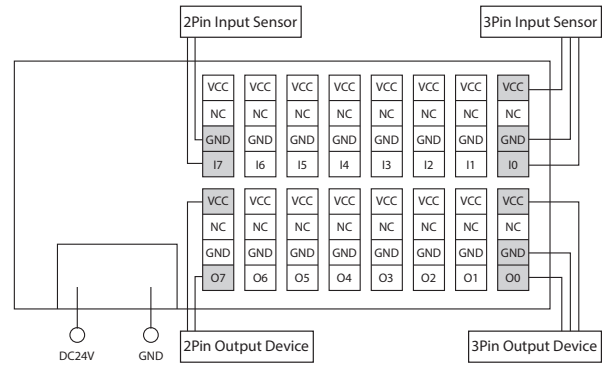 2Pin Input Sensor 3Pin Input Sensor
VCC VCC VCC VCC VCC VCC VCC VCC
NC NC NC NC NC NC NC NC
GND GND GND GND GND GND GND GND
I7 I6 I5 I4 I3 I2 I1 I0
VCC VCC VCC VCC VCC VCC VCC VCC
NC NC NC NC NC NC NC NC
GND GND GND GND GND GND GND GND
O7 O6 O5 O4 O3 O2 O1 O0
DC24V GND 2Pin Output Device 3Pin Output Device